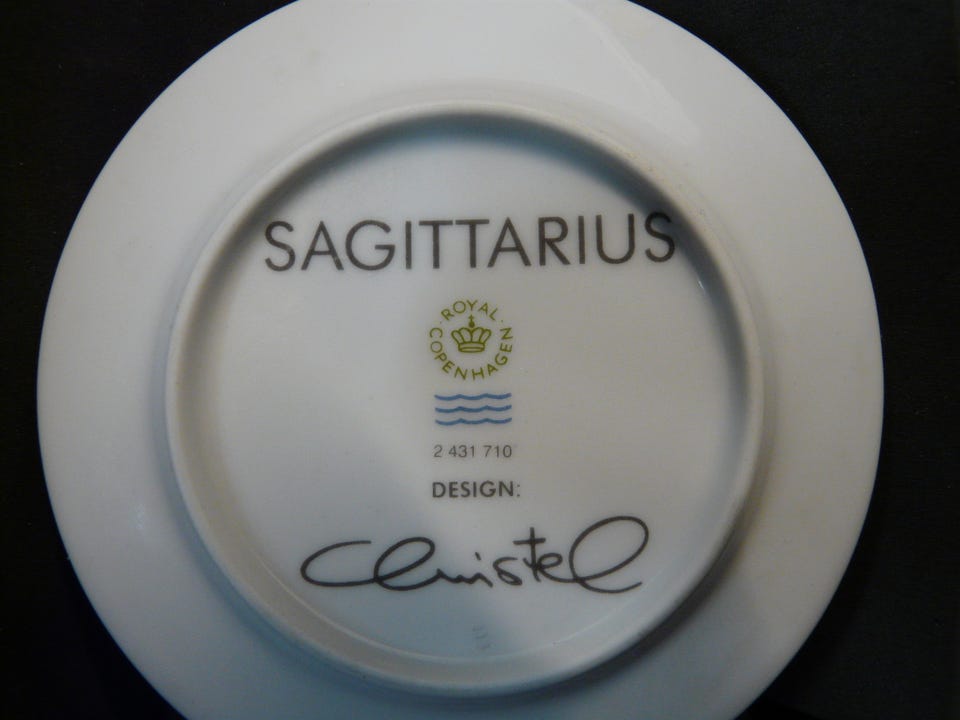 SAGITTARIUS
ROYAL
COPENHAGEN
2 431 710
DESIGN:
Christel